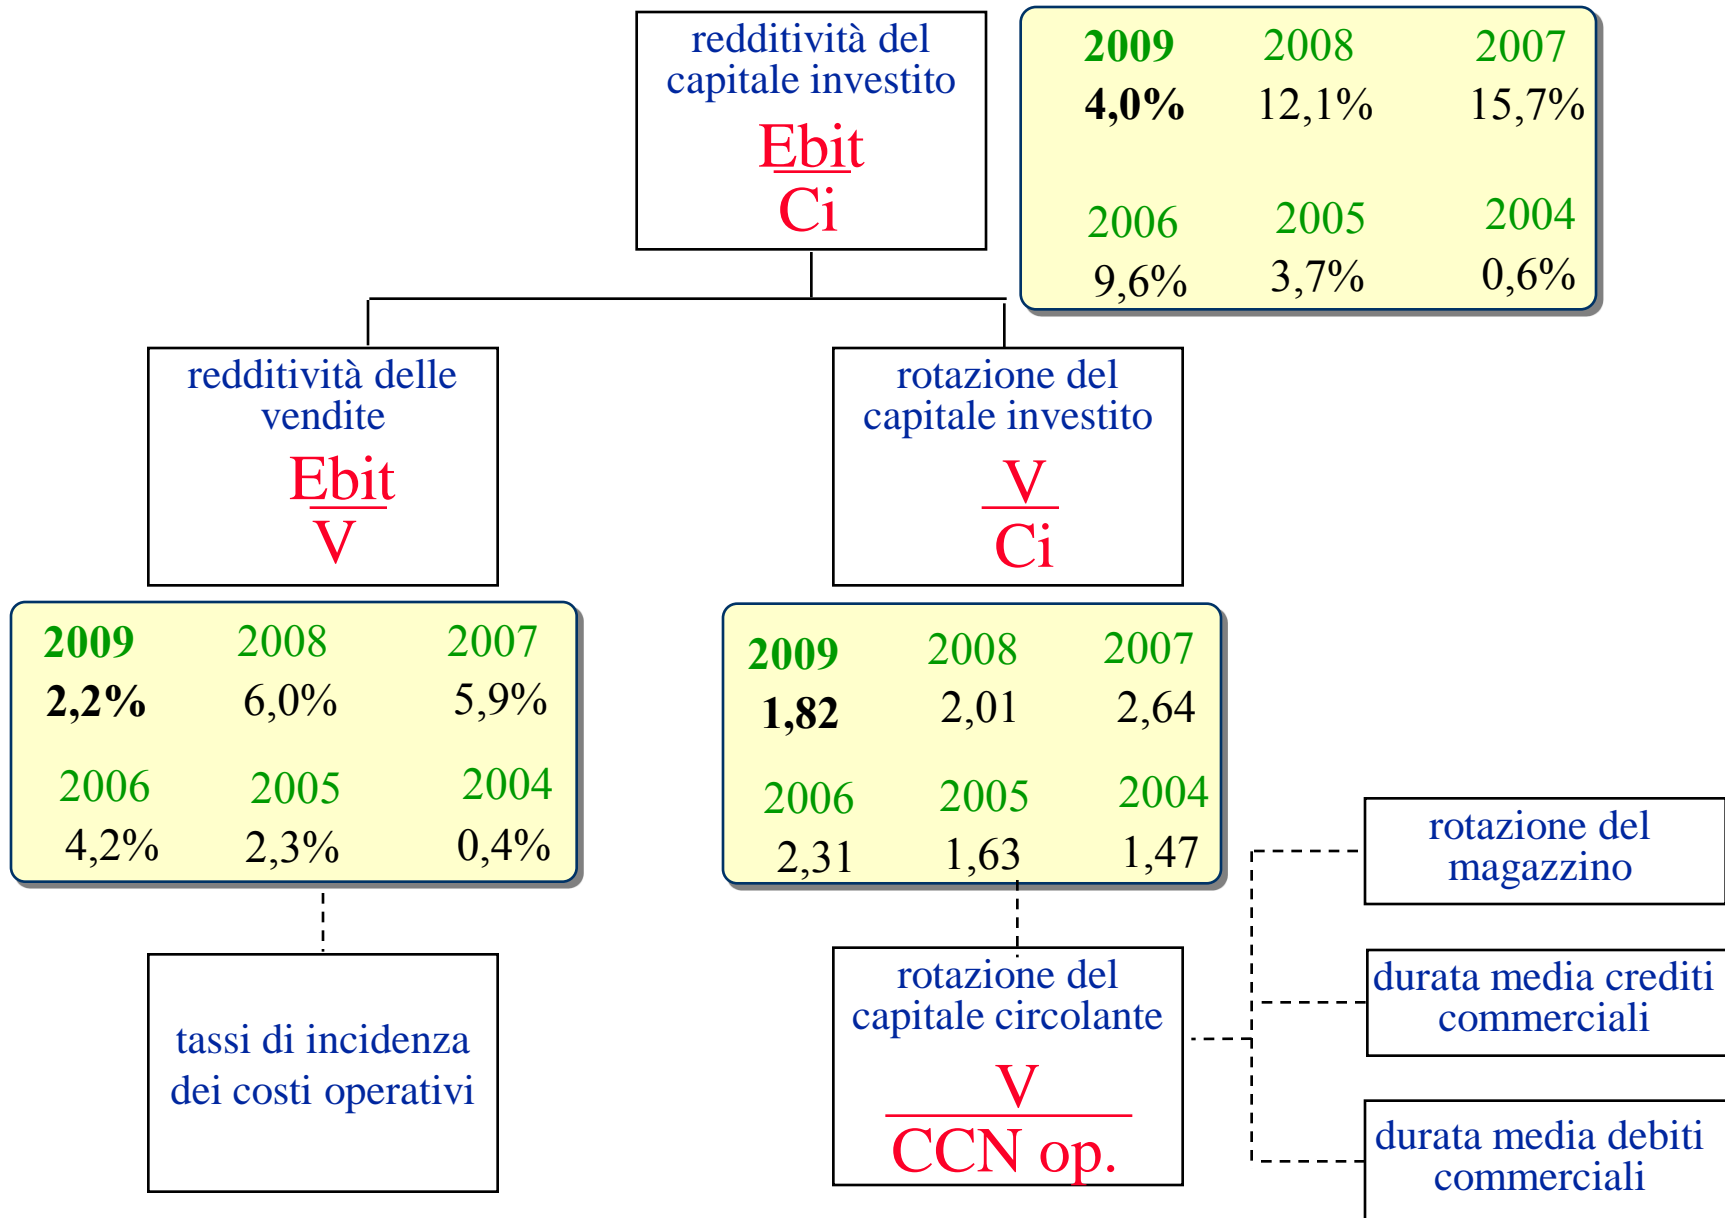 redditività del
capitale investito
Ebit
Ci
2009 2008 2007
4,0% 12,1% 15,7%
2006 2005 2004
9,6% 3,7% 0,6%
redditività delle
vendite
Ebit
V
rotazione del
capitale investito
V
Ci
2009 2008 2007
2,2% 6,0% 5,9%
2006 2005 2004
4,2% 2,3% 0,4%
2009 2008 2007
1,82 2,01 2,64
2006 2005 2004
2,31 1,63 1,47
tassi di incidenza
dei costi operativi
rotazione del
capitale circolante
V
CCN op.
rotazione del
magazzino
durata media crediti
commerciali
durata media debiti
commerciali